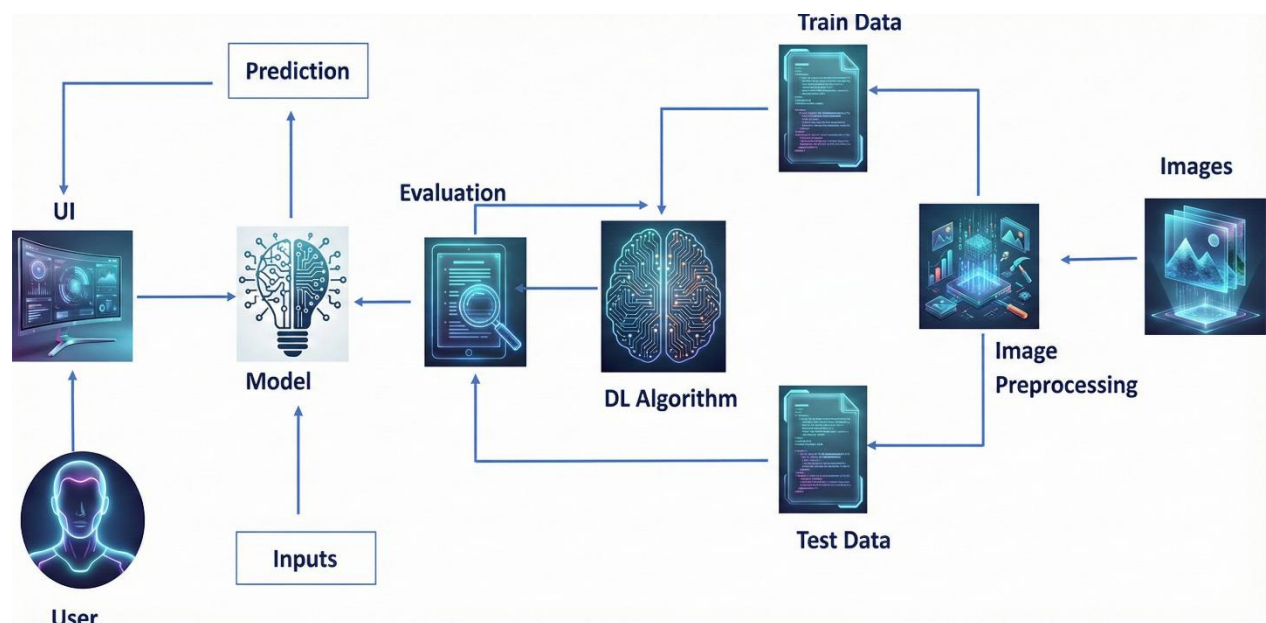 Train Data
Prediction
Images
Evaluation
UI
Image
Preprocessing
Model
DL Algorithm
Test Data
Inputs
User